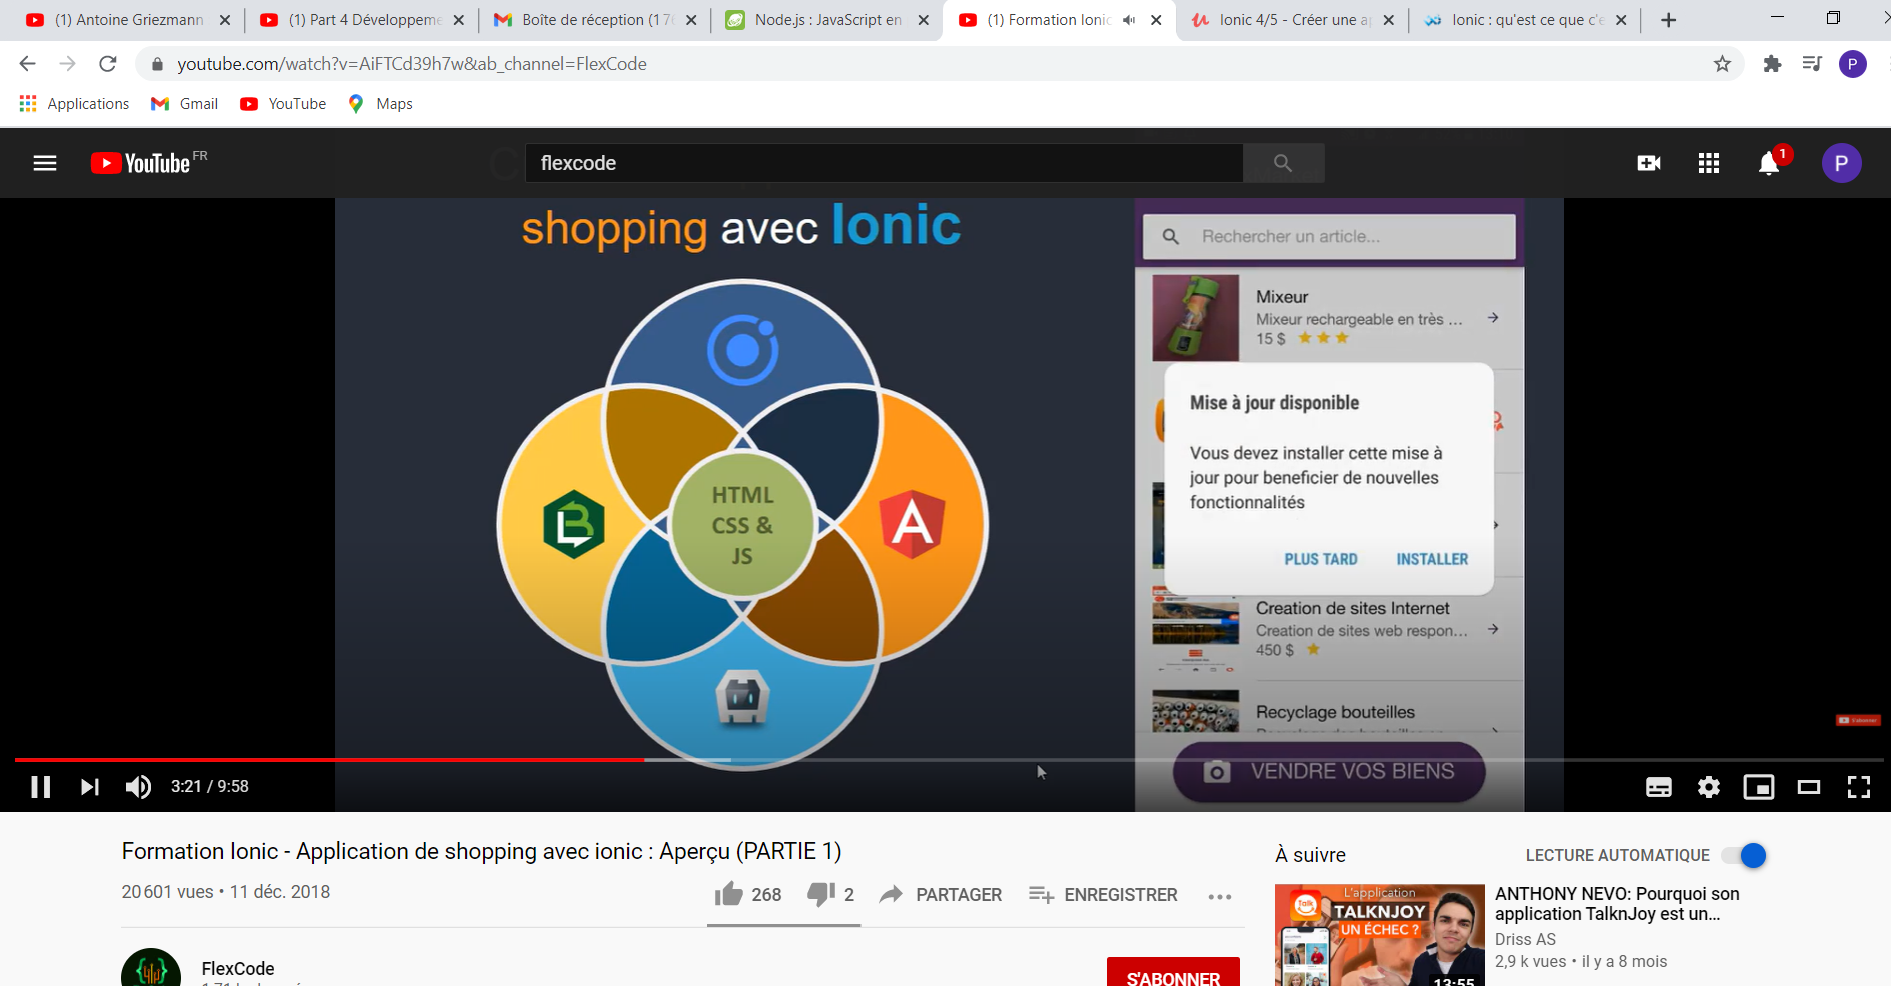 (1) Antoine Griezmann
(1) Part 4 Développeme
Boîte de réception (1 7
Node.js : JavaScript en
(1) Formation Ionic
Ionic 4/5 - Créer une a
Ionic : qu'est ce que c'e
youtube.com/watch?v=AiFTCd39h7w&ab_channel=FlexCode
P
Applications
Gmail
YouTube
Maps
YouTube FR
flexcode
1
P
shopping avec Ionic
HTML
CSS &
JS
Rechercher un article...
Mixeur
Mixeur rechargeable en très ...
15 $
Mise à jour disponible
Vous devez installer cette mise à
jour pour beneficier de nouvelles
fonctionnalités
PLUS TARD
INSTALLER
Creation de sites Internet
Creation de sites web respon...
450 $
Recyclage bouteilles
VENDRE VOS BIENS
3:21 / 9:58
Formation Ionic - Application de shopping avec ionic : Aperçu (PARTIE 1)
20 601 vues • 11 déc. 2018
268
2
PARTAGER
ENREGISTRER
FlexCode
S'ABONNER
À suivre
LECTURE AUTOMATIQUE
L'application
Talk
TALKNJOY
UN ÉCHEC ?
13:55
ANTHONY NEVO: Pourquoi son
application TalknJoy est un...
Driss AS
2,9 k vues • il y a 8 mois